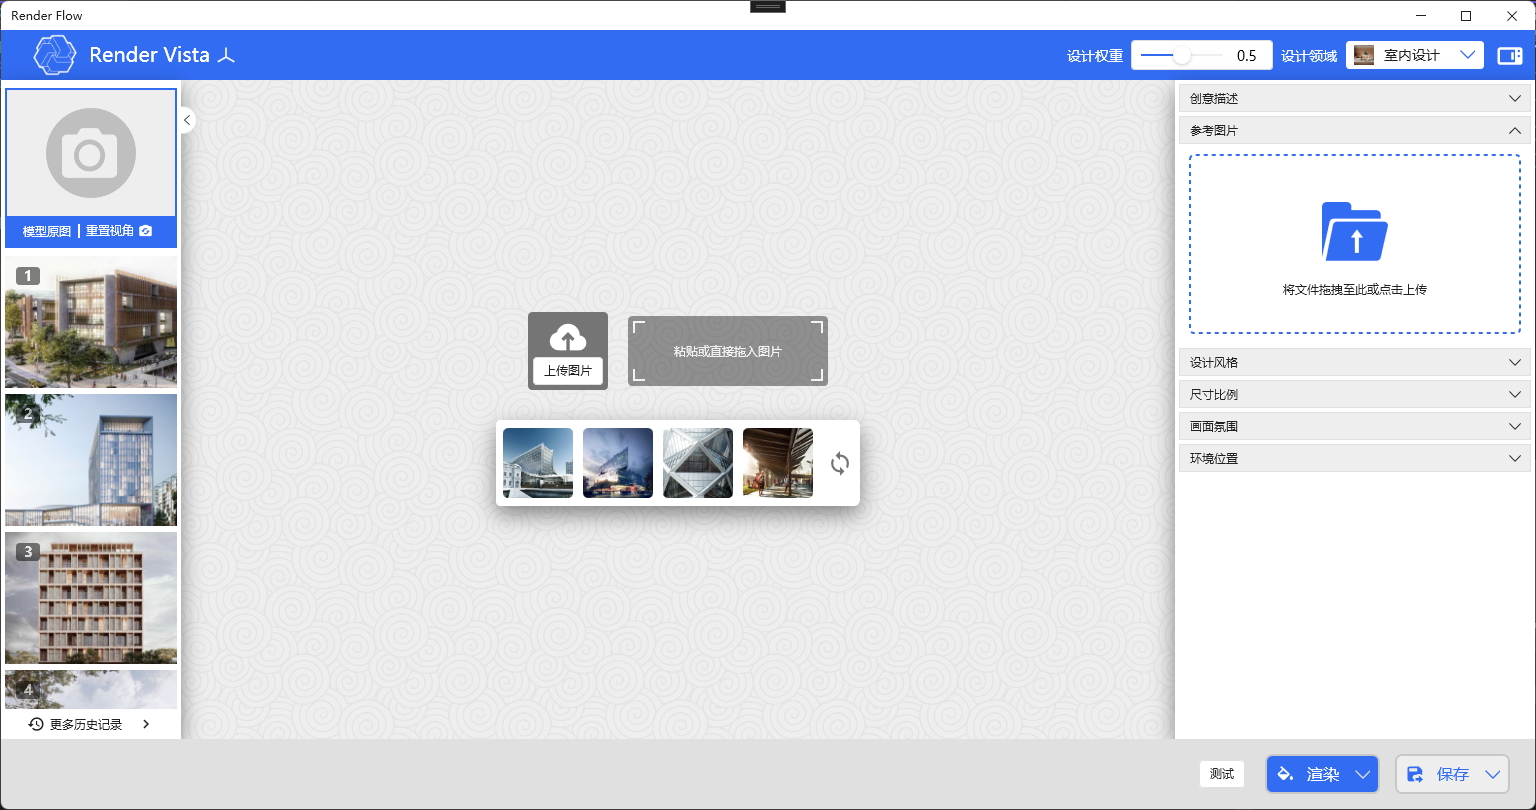 Render Flow
Render Vista
设计权重
0.5
设计领域
室内设计
模型原图 | 重置视角
1
2
3
4
更多历史记录
上传图片
粘贴或直接拖入图片
创意描述
参考图片
将文件拖拽至此或点击上传
设计风格
尺寸比例
画面氛围
环境位置
测试
渲染
保存